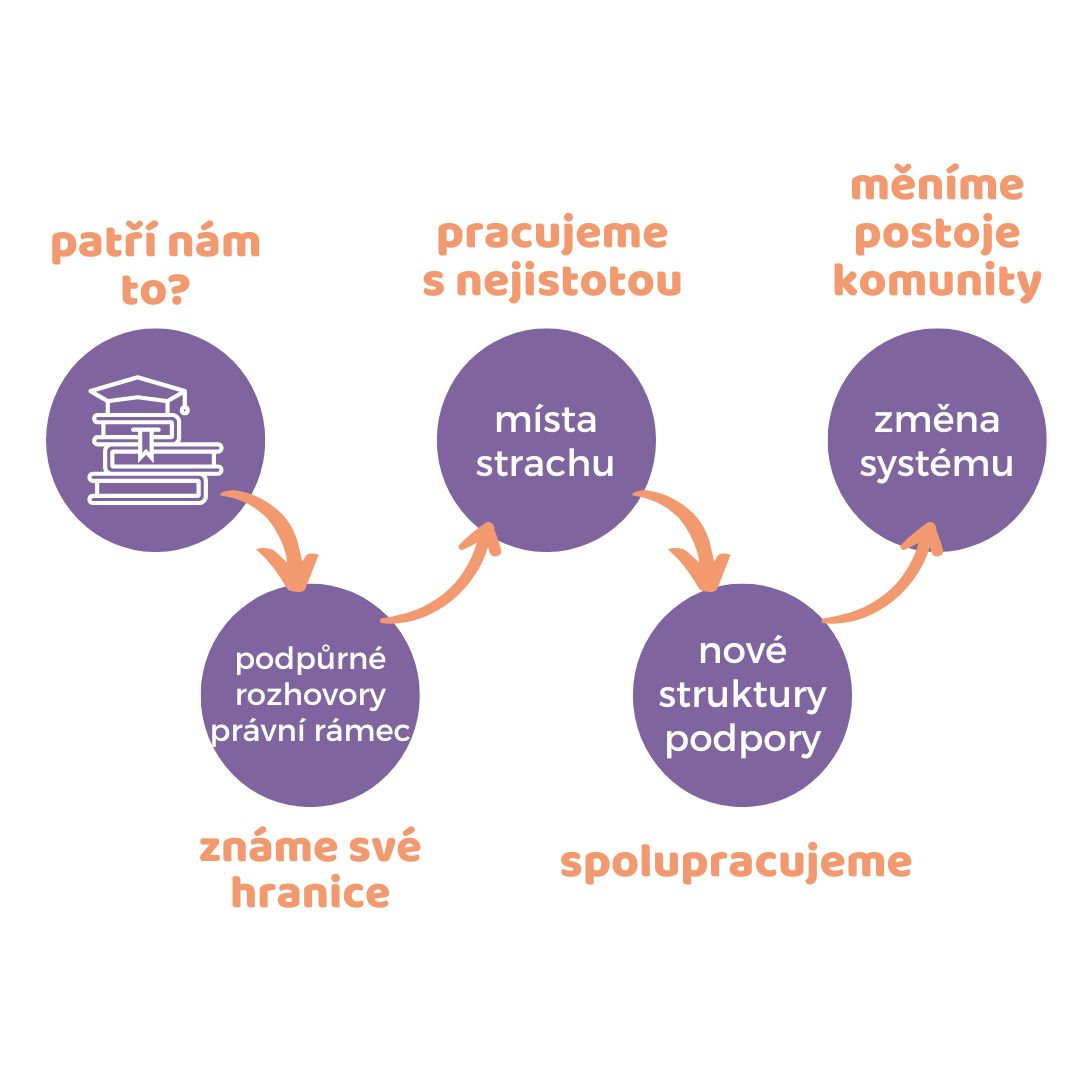 patří nám
to?
podpůrné
rozhovory
právní rámec
známe své
hranice
pracujeme
s nejistotou
místa
strachu
nové
struktury
podpory
spolupracujeme
měníme
postoje
komunity
změna
systému